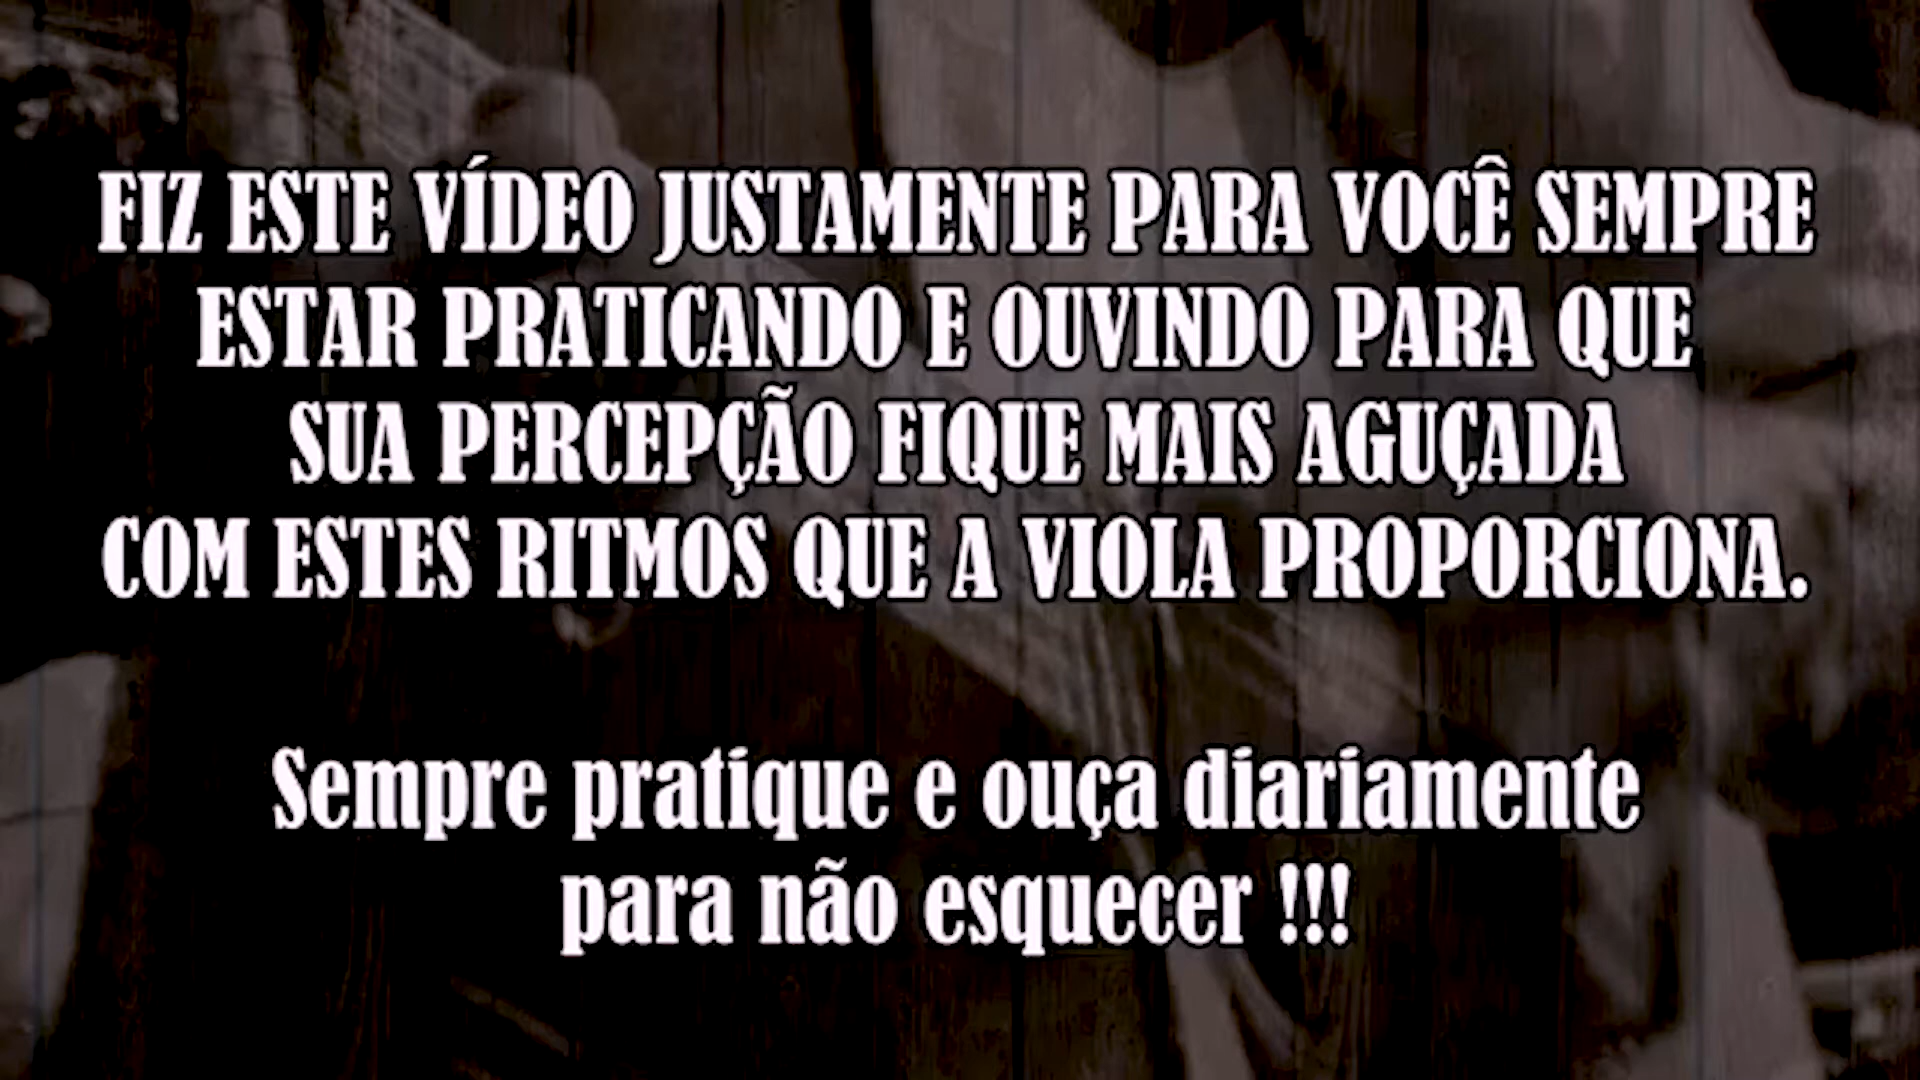 FIZ ESTE VÍDEO JUSTAMENTE PARA VOCÊ SEMPRE
ESTAR PRATICANDO E OUVINDO PARA QUE
SUA PERCEPÇÃO FIQUE MAIS AGUÇADA
COM ESTES RITMOS QUE A VIOLA PROPORCIONA.
Sempre pratique e ouça diariamente
para não esquecer !!!